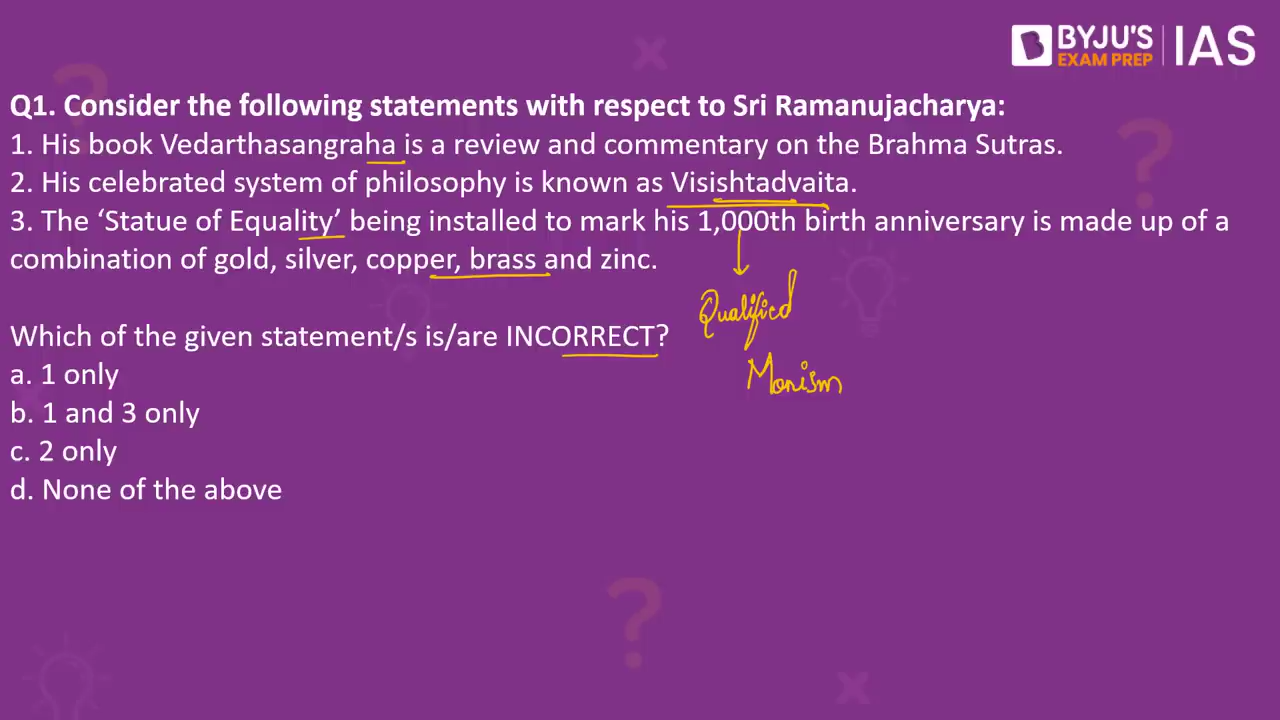 BYJU'S
EXAM PREP
IAS
Q1. Consider the following statements with respect to Sri Ramanujacharya:
1. His book Vedarthasangraha is a review and commentary on the Brahma Sutras.
2. His celebrated system of philosophy is known as Visishtadvaita.
3. The ‘Statue of Equality’ being installed to mark his 1,000th birth anniversary is made up of a
combination of gold, silver, copper, brass and zinc.
Qualified
Monism
Which of the given statement/s is/are INCORRECT?
a. 1 only
b. 1 and 3 only
c. 2 only
d. None of the above